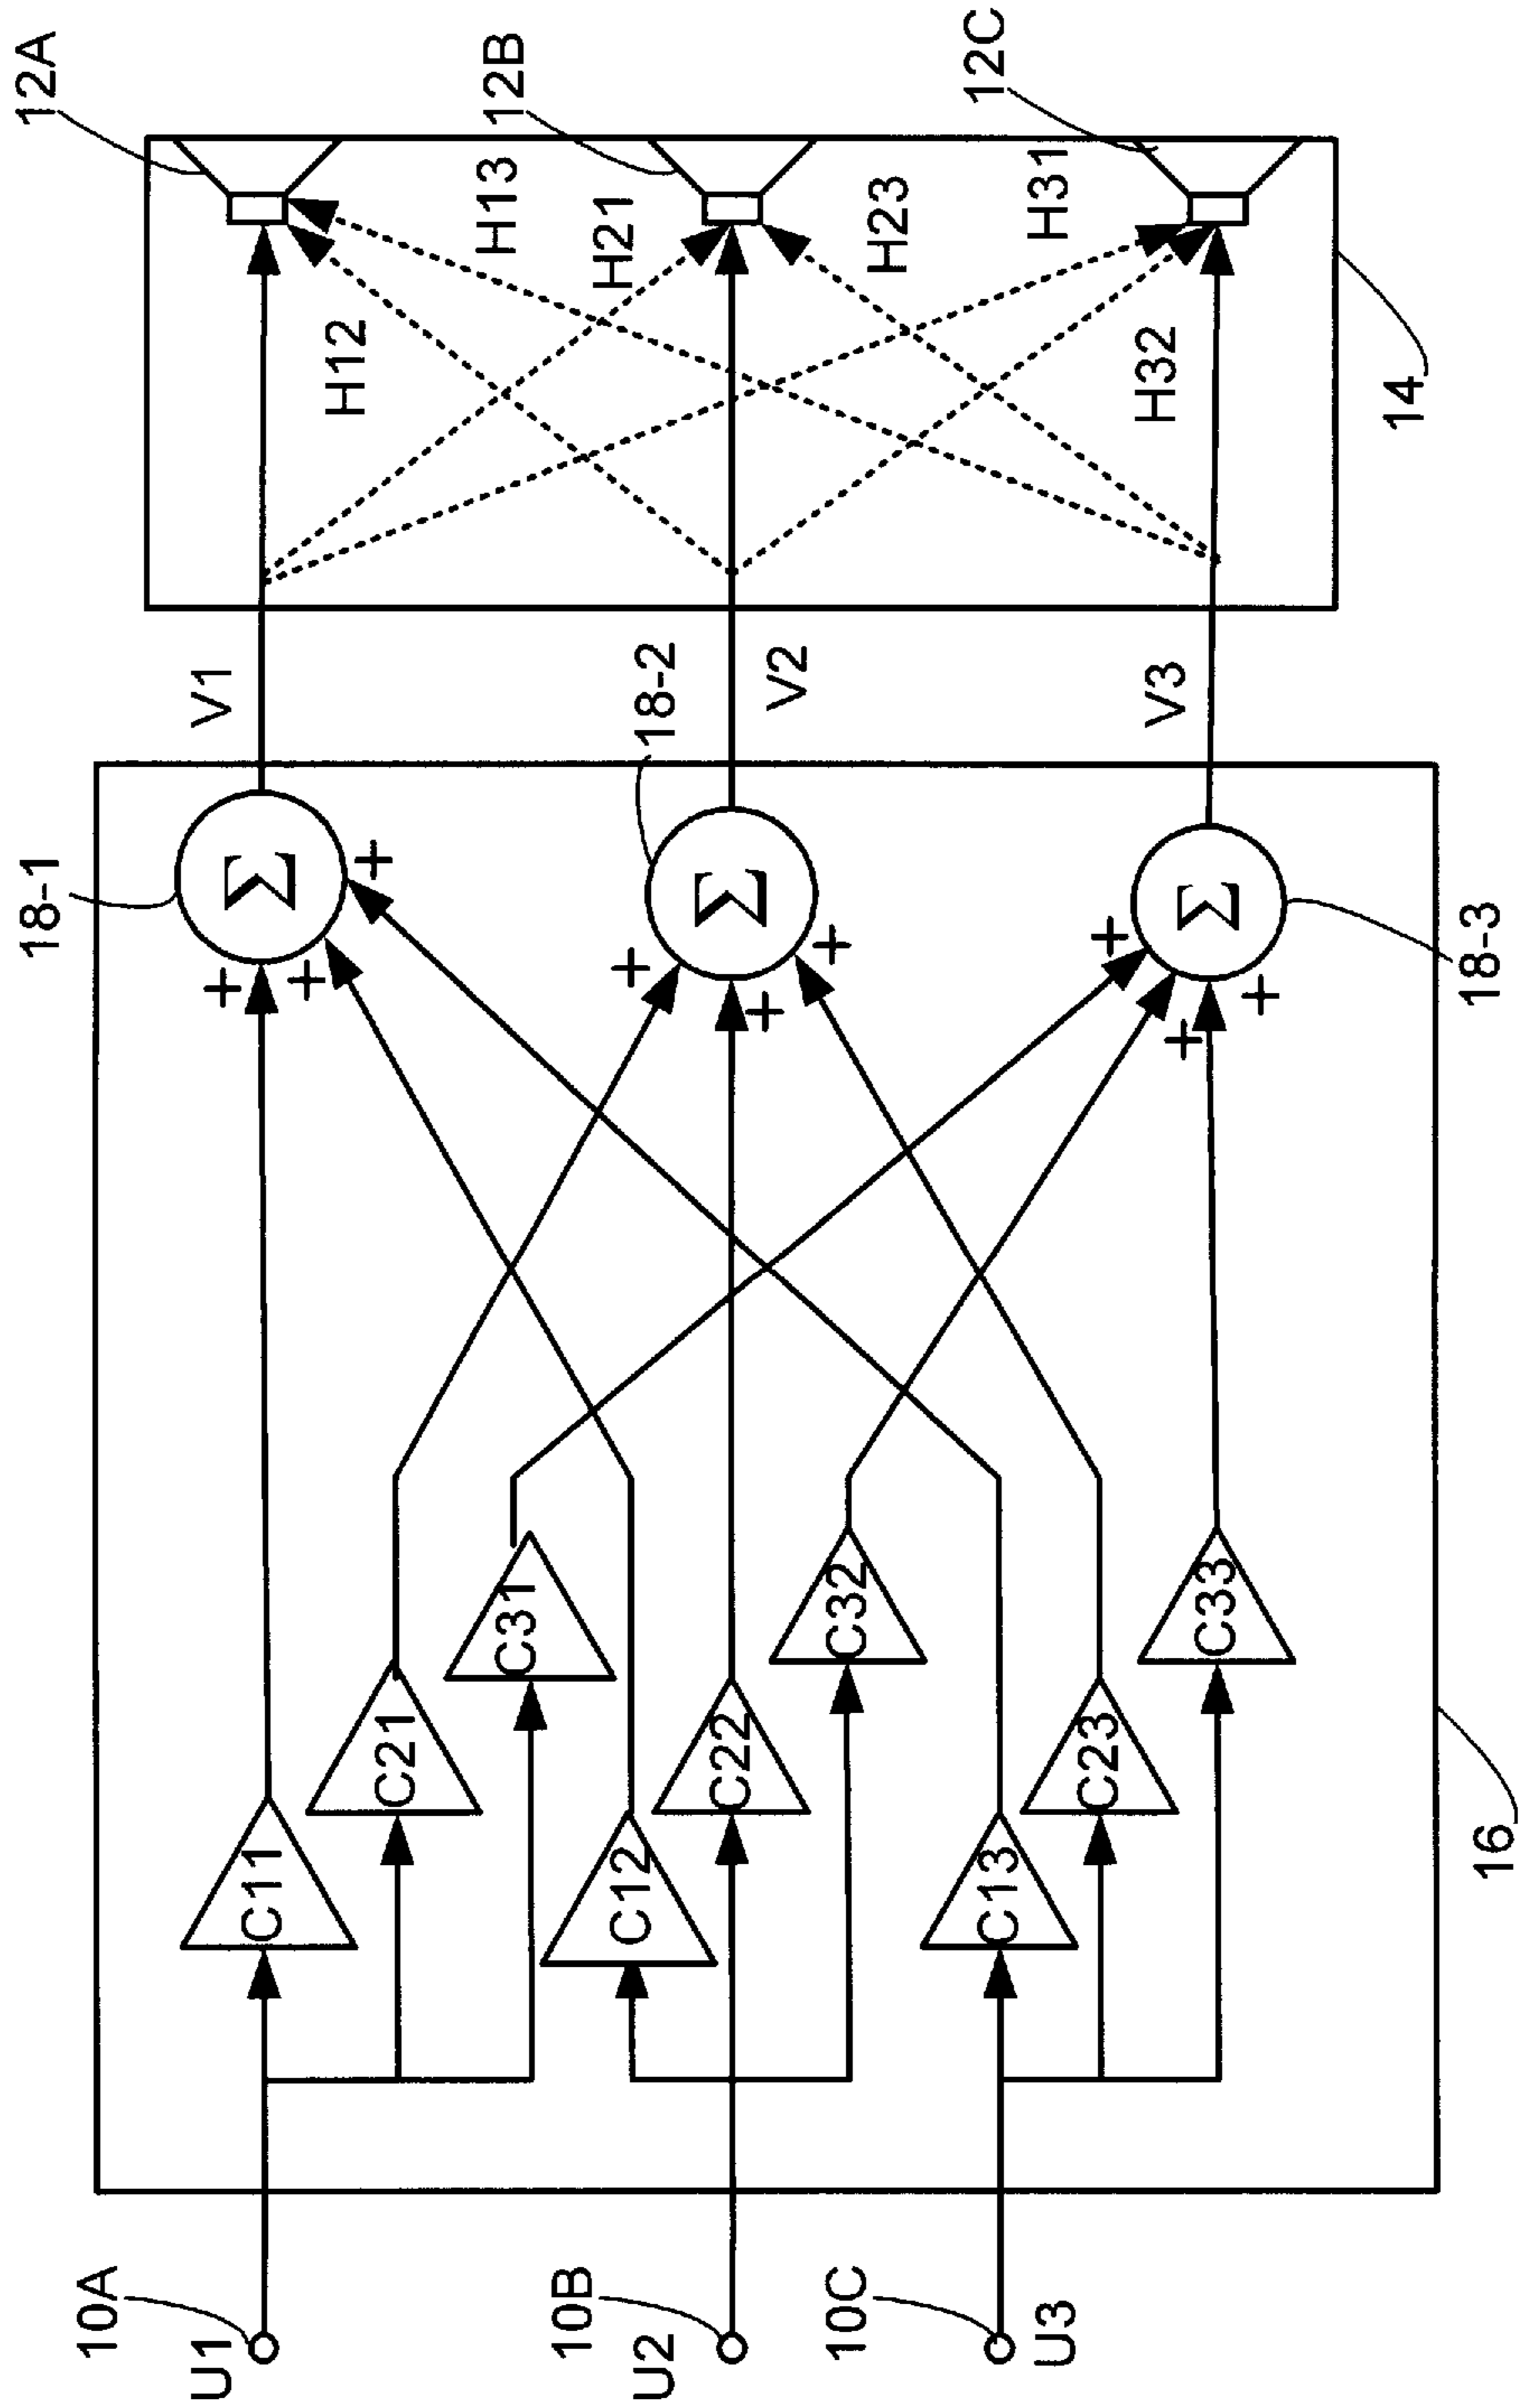 10A
U1
10B
U2
10C
U3
C11
C21
C31
C12
C22
C32
C13
C23
C33
16
+
+
+
Σ
18-1
+
+
+
Σ
18-2
+
+
+
Σ
18-3
V1
V2
V3
H12
H13
H21
H23
H31
H32
12A
12B
12C
14